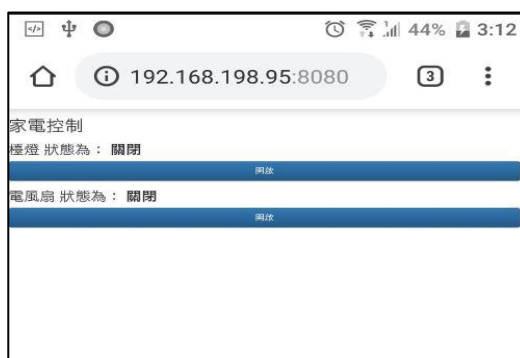 44% 3:12
192.168.198.95:8080 3
家電控制
檯燈 狀態為： 關閉
開啟
電風扇 狀態為： 關閉
開啟